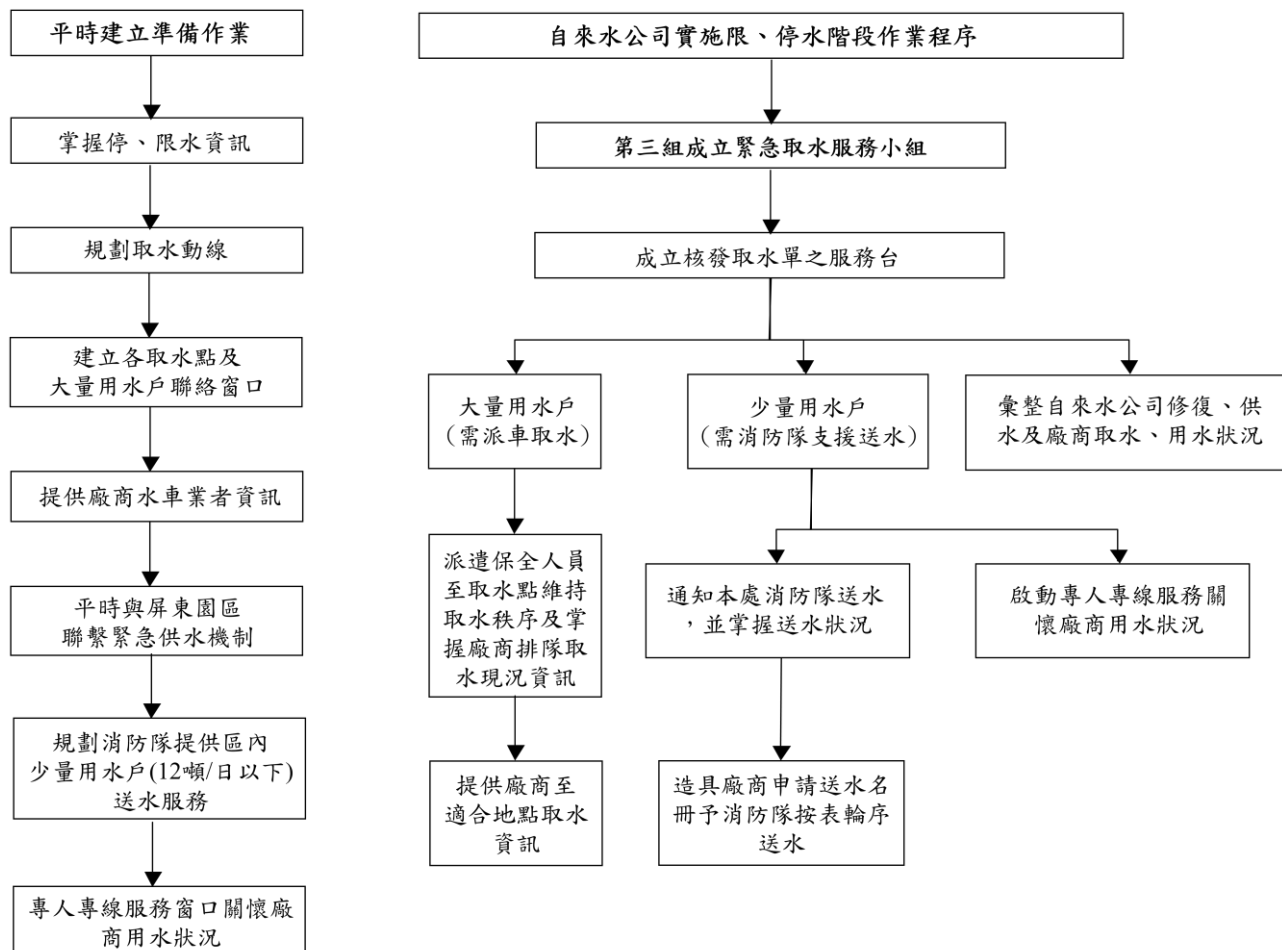 平時建立準備作業
掌握停、限水資訊
規劃取水動線
建立各取水點及
大量用水戶聯絡窗口
提供廠商水車業者資訊
平時與屏東園區
聯繫緊急供水機制
規劃消防隊提供區內
少量用水戶(12噸/日以下)
送水服務
專人專線服務窗口關懷廠
商用水狀況
自來水公司實施限、停水階段作業程序
第三組成立緊急取水服務小組
成立核發取水單之服務台
大量用水戶
（需派車取水）
派遣保全人員
至取水點維持
取水秩序及掌
握廠商排隊取
水現況資訊
提供廠商至
適合地點取水
資訊
少量用水戶
（需消防隊支援送水）
通知本處消防隊送水
，並掌握送水狀況
造具廠商申請送水名
冊予消防隊按表輪序
送水
啟動專人專線服務關
懷廠商用水狀況
彙整自來水公司修復、供
水及廠商取水、用水狀況